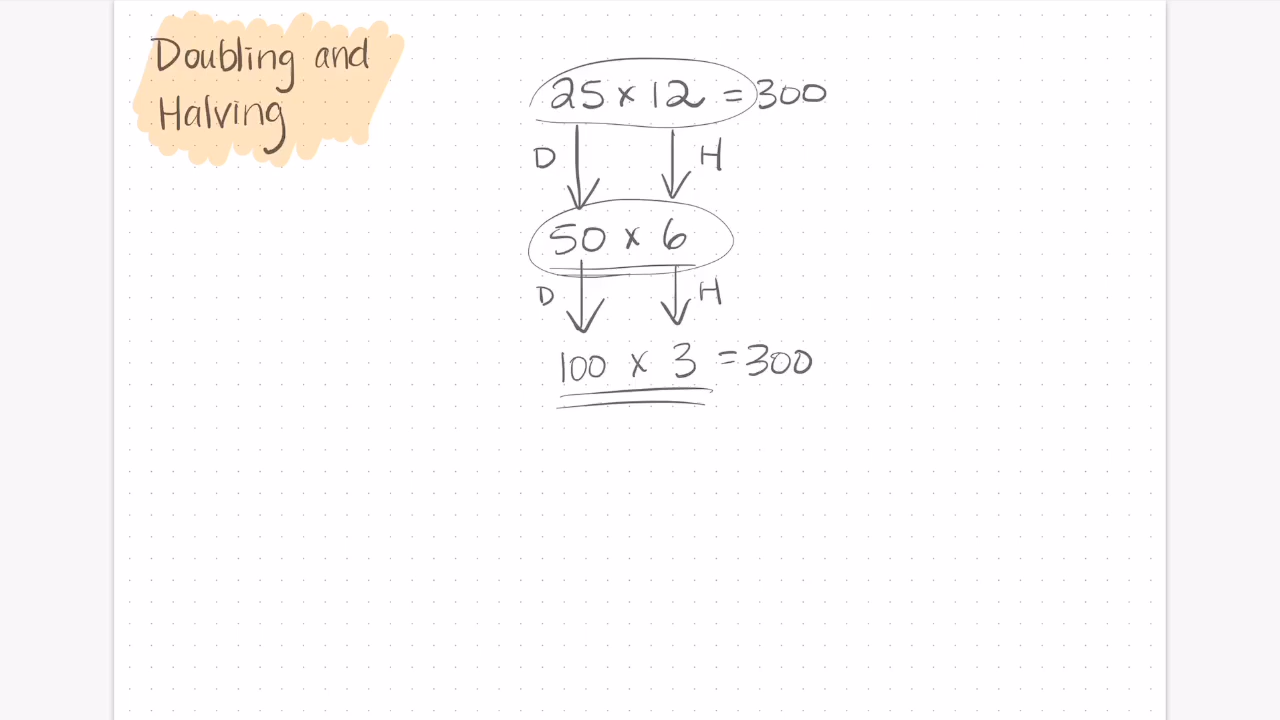 Doubling and
Halving
25 x 12 = 300
D H
50 x 6
D H
100 x 3 = 300